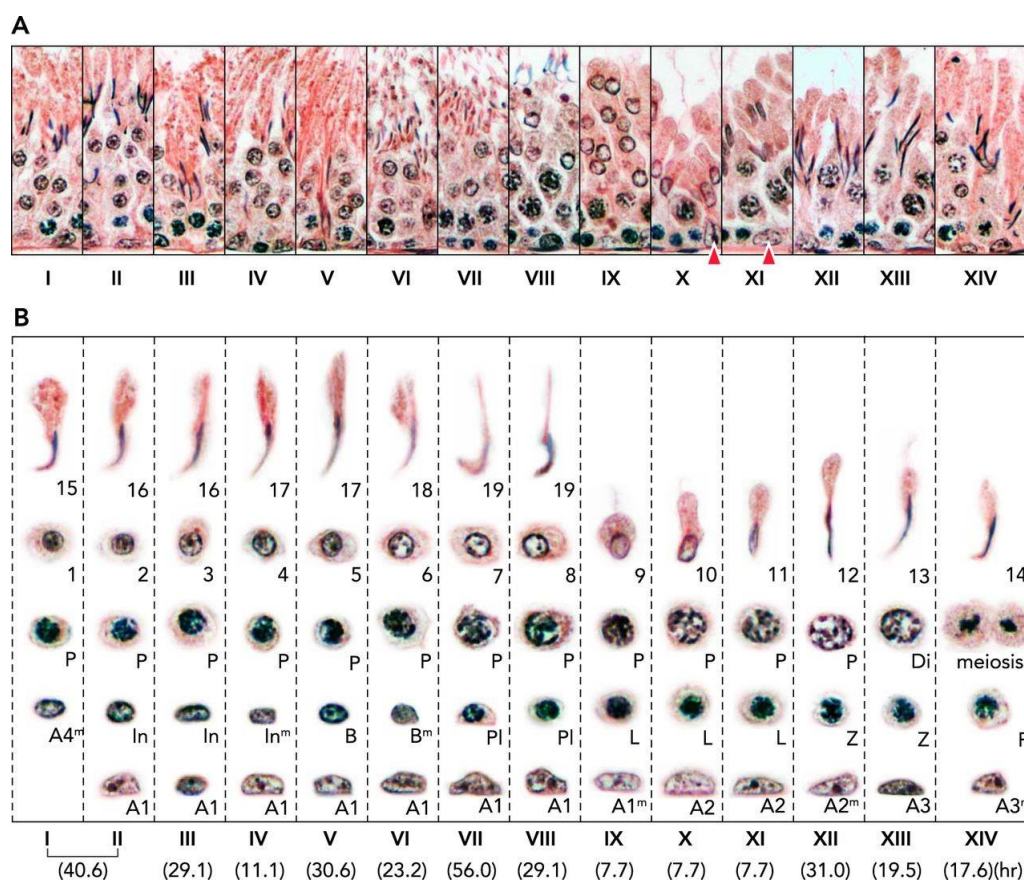 A
I II III IV V VI VII VIII IX X XI XII XIII XIV
B
15 16 16 17 17 18 19 19
1 2 3 4 5 6 7 8 9 10 11 12 13 14
P P P P P P P P P P P P Di meiosis
A4ᵐ In In Inᵐ B Bᵐ Pl Pl L L L Z Z P
A1 A1 A1 A1 A1 A1 A1 A1ᵐ A2 A2 A2ᵐ A3 A3ᵐ
I II III IV V VI VII VIII IX X XI XII XIII XIV
(40.6) (29.1) (11.1) (30.6) (23.2) (56.0) (29.1) (7.7) (7.7) (7.7) (31.0) (19.5) (17.6)(hr)